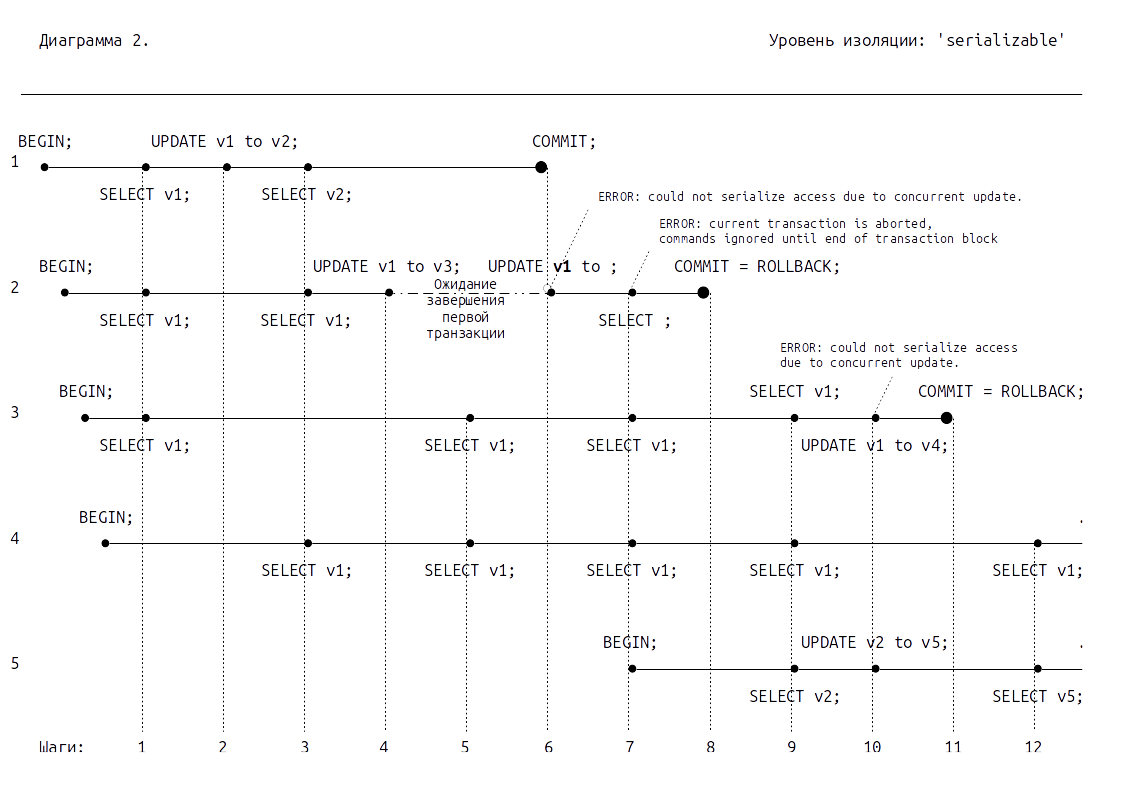 Диаграмма 2. Уровень изоляции: 'serializable'
BEGIN; UPDATE v1 to v2; COMMIT;
1
SELECT v1; SELECT v2;
ERROR: could not serialize access due to concurrent update.
ERROR: current transaction is aborted,
commands ignored until end of transaction block
BEGIN; UPDATE v1 to v3; UPDATE v1 to ; COMMIT = ROLLBACK;
2
Ожидание
завершения
первой
транзакции
SELECT v1; SELECT v1; SELECT ;
ERROR: could not serialize access
due to concurrent update.
BEGIN; SELECT v1; COMMIT = ROLLBACK;
3
SELECT v1; SELECT v1; SELECT v1; UPDATE v1 to v4;
BEGIN; .
4
SELECT v1; SELECT v1; SELECT v1; SELECT v1; SELECT v1;
BEGIN; UPDATE v2 to v5; .
5
SELECT v2; SELECT v5;
Шаги: 1 2 3 4 5 6 7 8 9 10 11 12